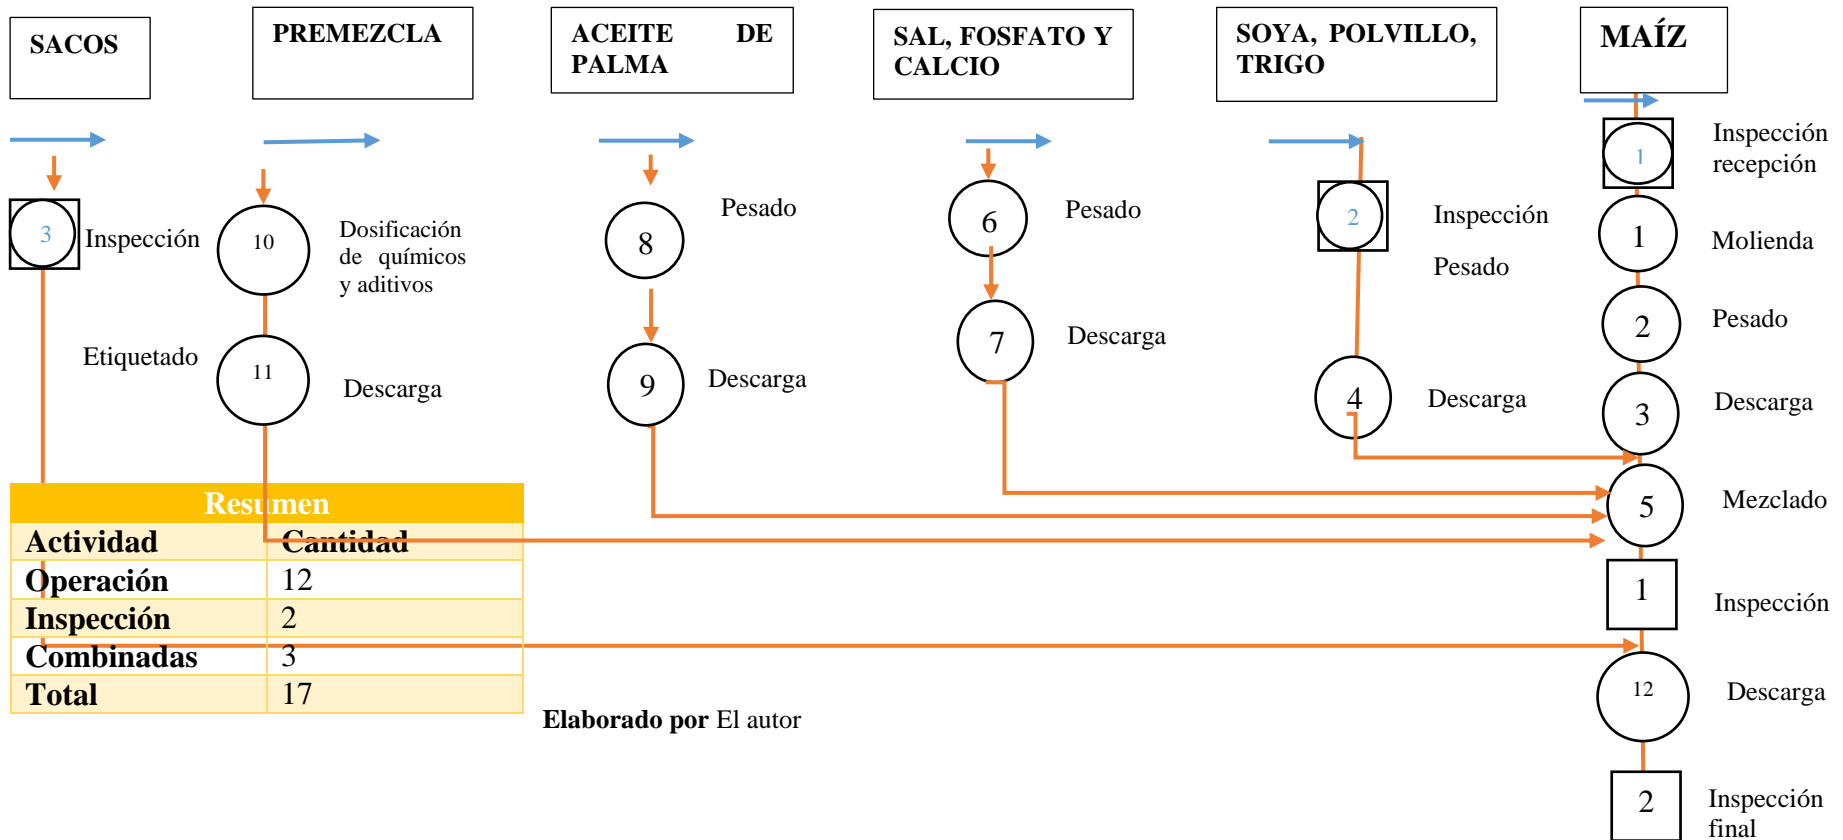 SACOS
PREMEZCLA
ACEITE DE
PALMA
SAL, FOSFATO Y
CALCIO
SOYA, POLVILLO,
TRIGO
MAÍZ
3
Inspección
10
Dosificación
de químicos
y aditivos
Etiquetado
11
Descarga
8
Pesado
9
Descarga
6
Pesado
7
Descarga
2
Inspección
Pesado
4
Descarga
1
Inspección
recepción
1
Molienda
2
Pesado
3
Descarga
5
Mezclado
1
Inspección
12
Descarga
2
Inspección
final
Resumen
Actividad Cantidad
Operación 12
Inspección 2
Combinadas 3
Total 17
Elaborado por El autor